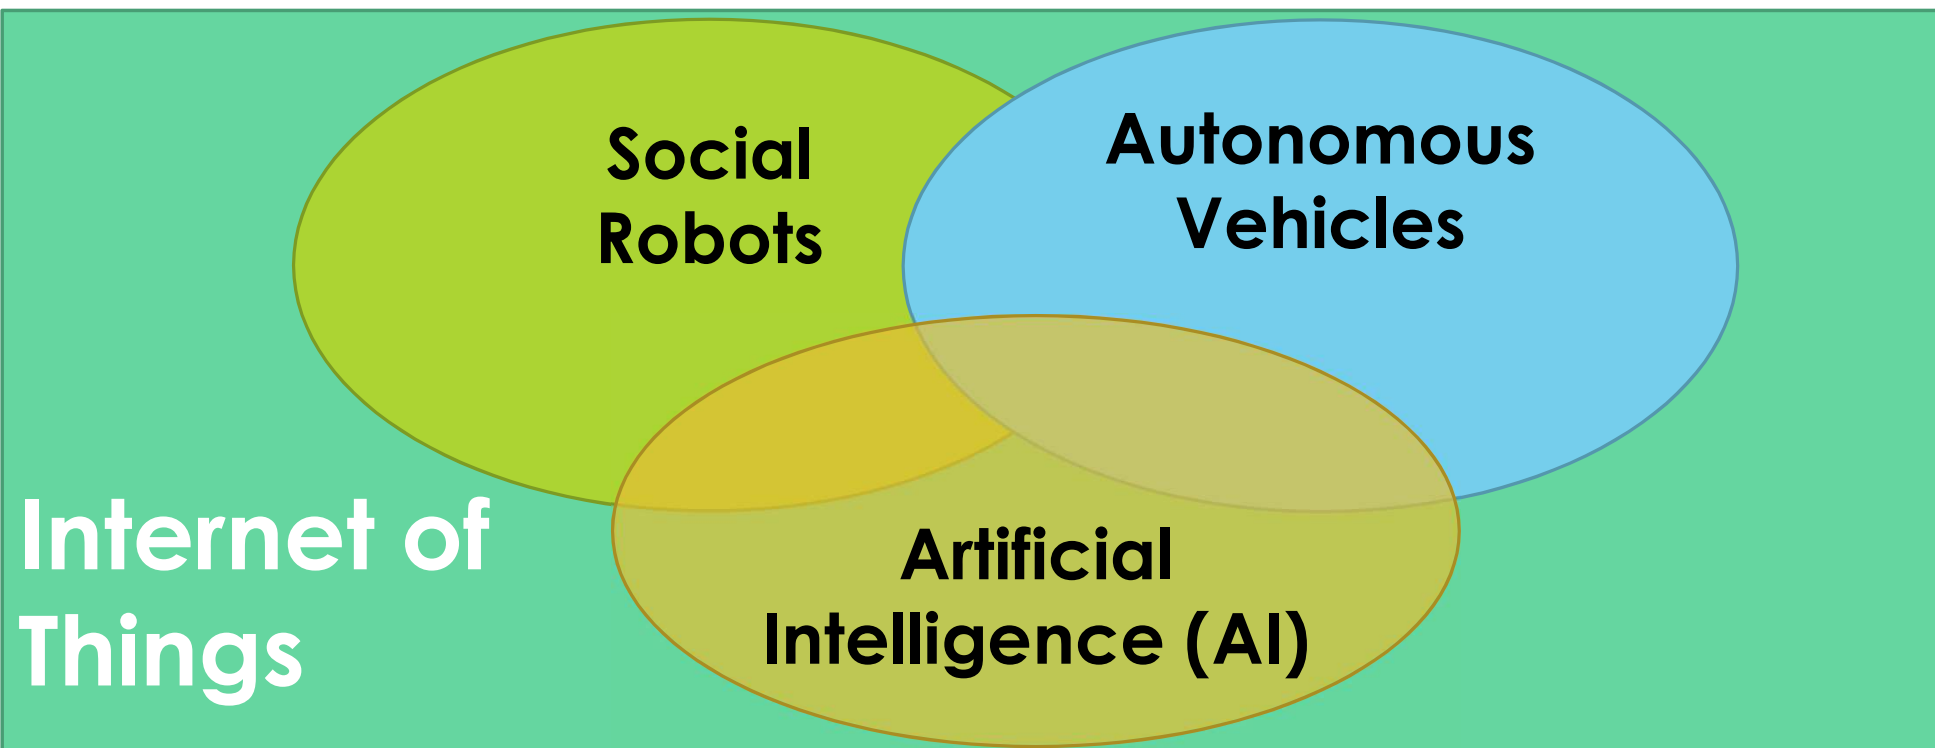 Social
Robots
Autonomous
Vehicles
Internet of
Things
Artificial
Intelligence (AI)